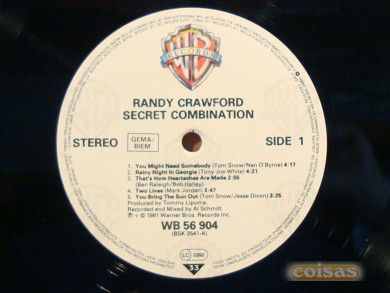 WB
RANDY CRAWFORD
SECRET COMBINATION
STEREO
GEMA/
BIEM
SIDE 1
1. You Might Need Somebody (Tom Snow/Nan O'Byrne) 4:17
2. Rainy Night In Georgia (Tony Joe White) 4:21
3. That's How Heartaches Are Made 2:55
(Ben Raleigh/Bob Halley)
4. Two Lives (Mark Jordan) 3:47
5. You Bring The Sun Out (Tom Snow/Jesse Dixon) 3:25
Produced by Tommy Lipuma.
Recorded and Mixed by Al Schmitt.
℗ + © 1981 Warner Bros. Records Inc.
WB 56 904
(BSK 3541-A)
LC 0392
33
coisas